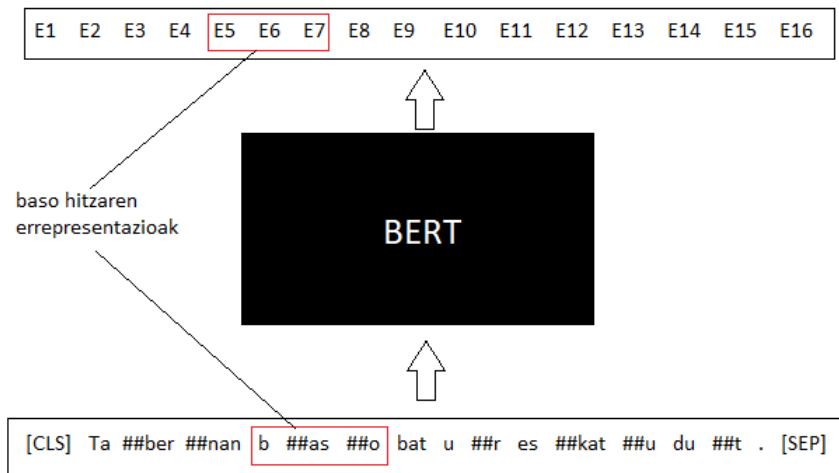 E1 E2 E3 E4 E5 E6 E7 E8 E9 E10 E11 E12 E13 E14 E15 E16
baso hitzaren
errepresentazioak
BERT
[CLS] Ta ##ber ##nan b ##as ##o bat u ##r es ##kat ##u du ##t . [SEP]